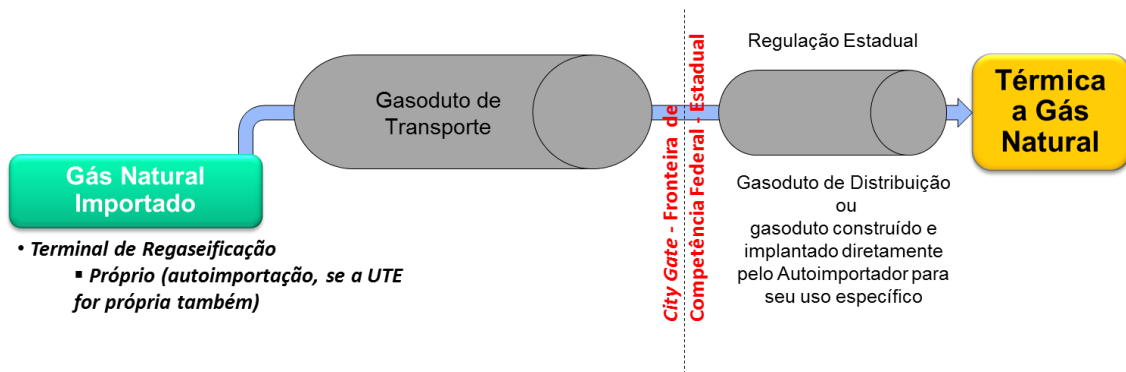 Gás Natural
Importado
• Terminal de Regaseificação
▪ Próprio (autoimportação, se a UTE
for própria também)
Gasoduto de
Transporte
City Gate - Fronteira de
Competência Federal - Estadual
Regulação Estadual
Gasoduto de Distribuição
ou
gasoduto construído e
implantado diretamente
pelo Autoimportador para
seu uso específico
Térmica
a Gás
Natural